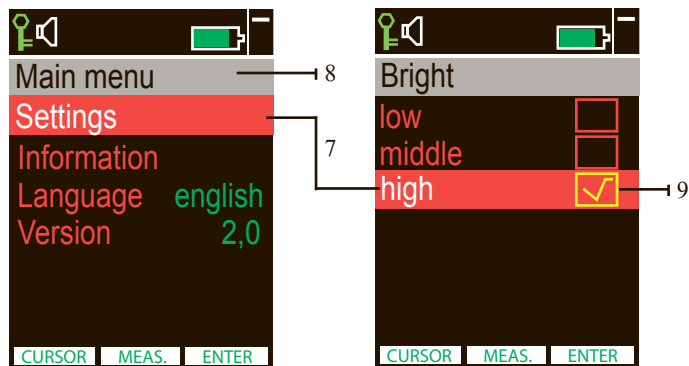 Main menu
8
Settings
Information
Language english
Version 2,0
CURSOR MEAS. ENTER
7
Bright
low
middle
high
9
CURSOR MEAS. ENTER